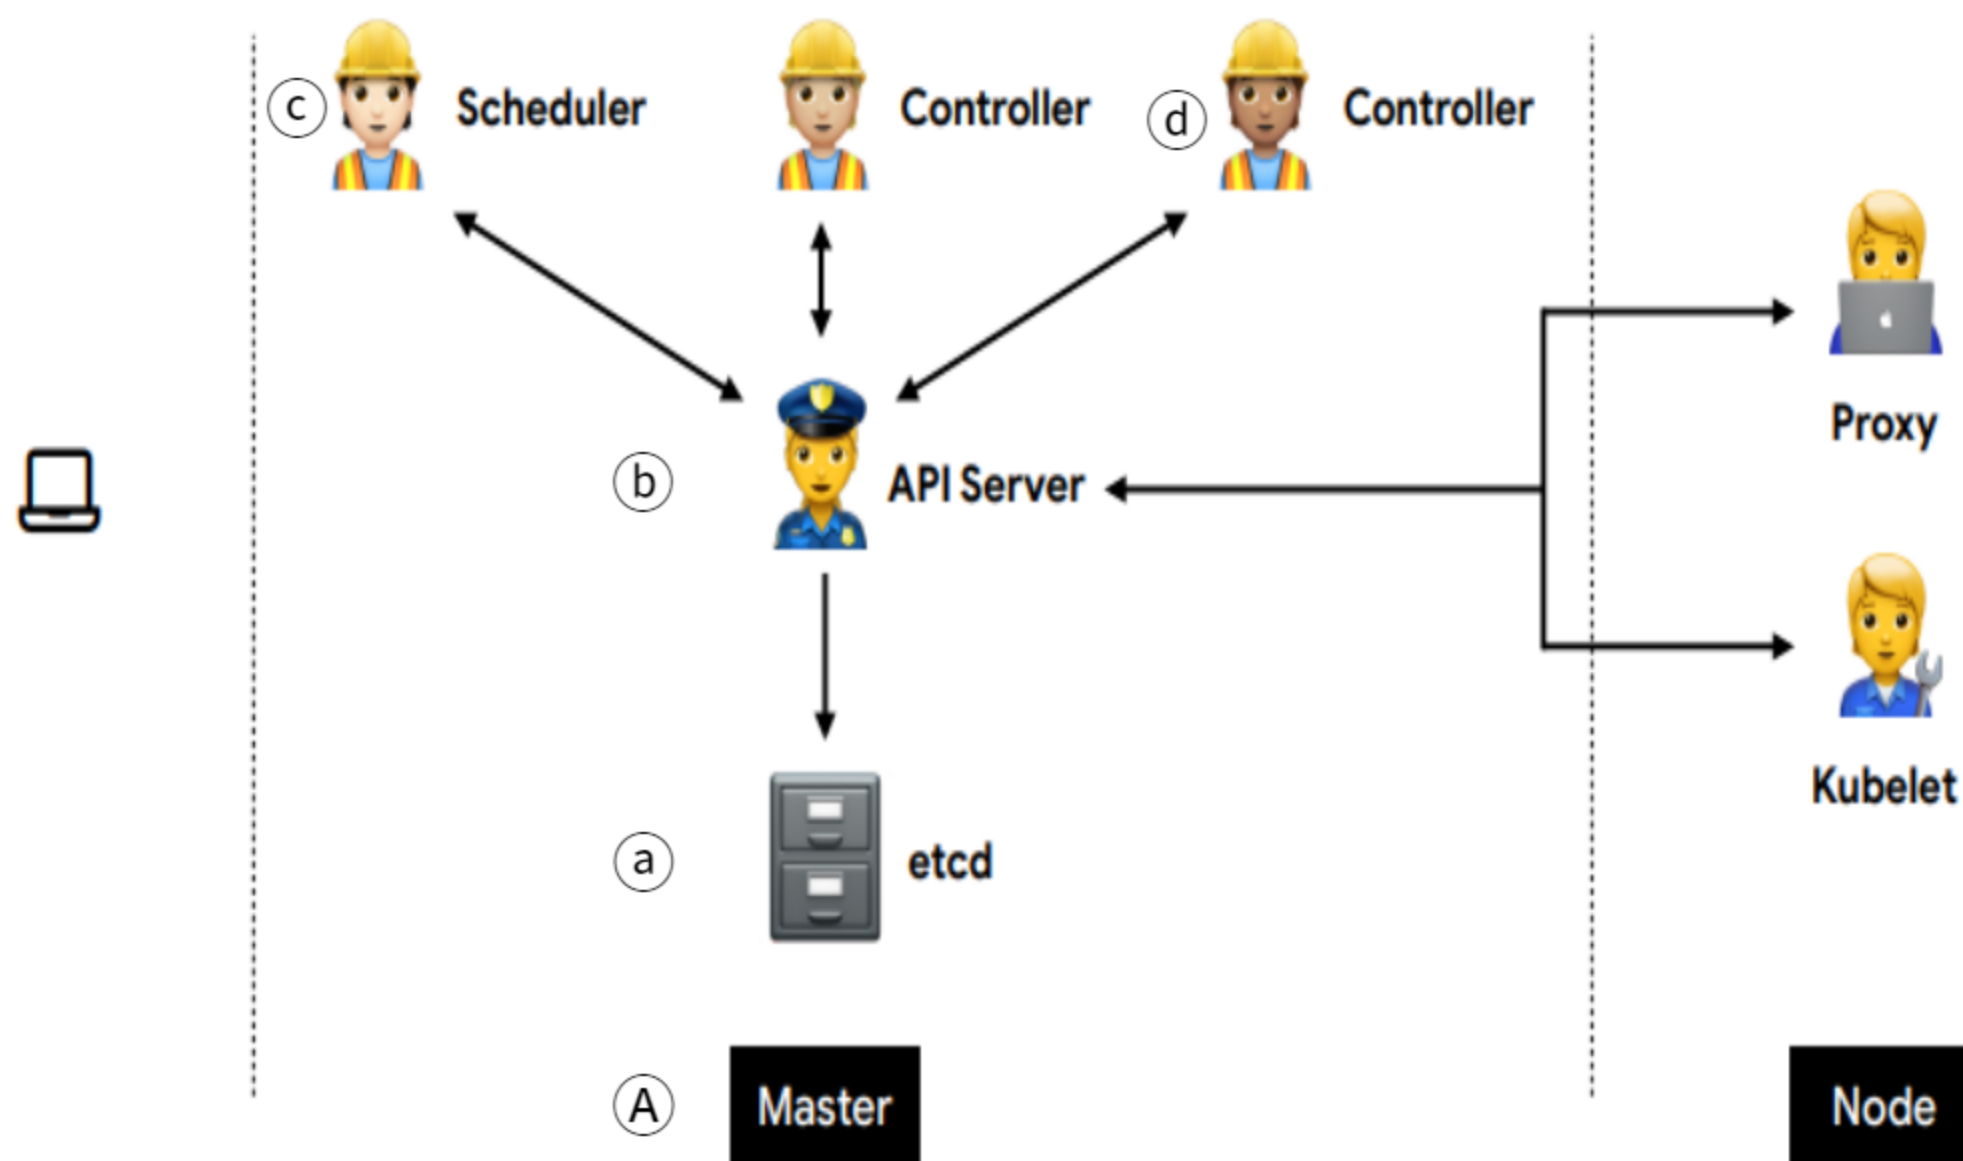 ⓒ Scheduler
Controller
ⓓ Controller
Proxy
ⓑ API Server
Kubelet
ⓐ etcd
Ⓐ Master
Node